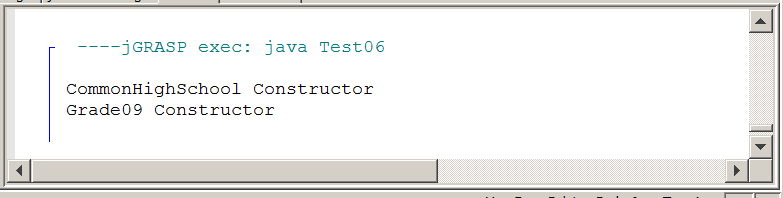 ----jGRASP exec: java Test06
CommonHighSchool Constructor
Grade09 Constructor